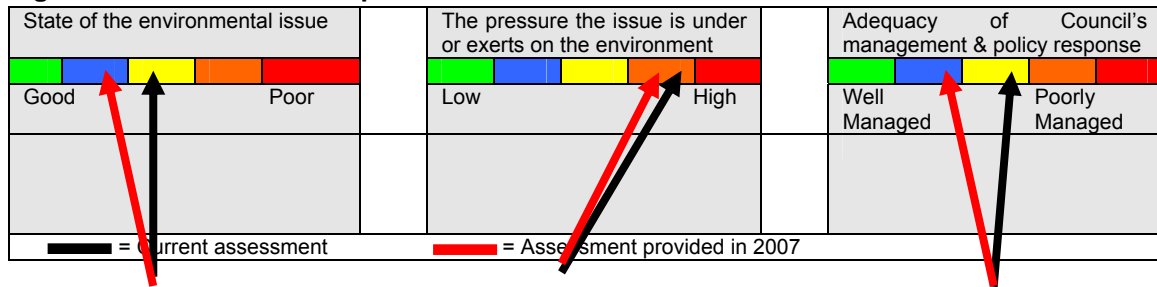 State of the environmental issue
The pressure the issue is under
or exerts on the environment
Adequacy of Council's
management & policy response
Good Poor
Low High
Well Managed
Poorly Managed
= Current assessment
= Assessment provided in 2007